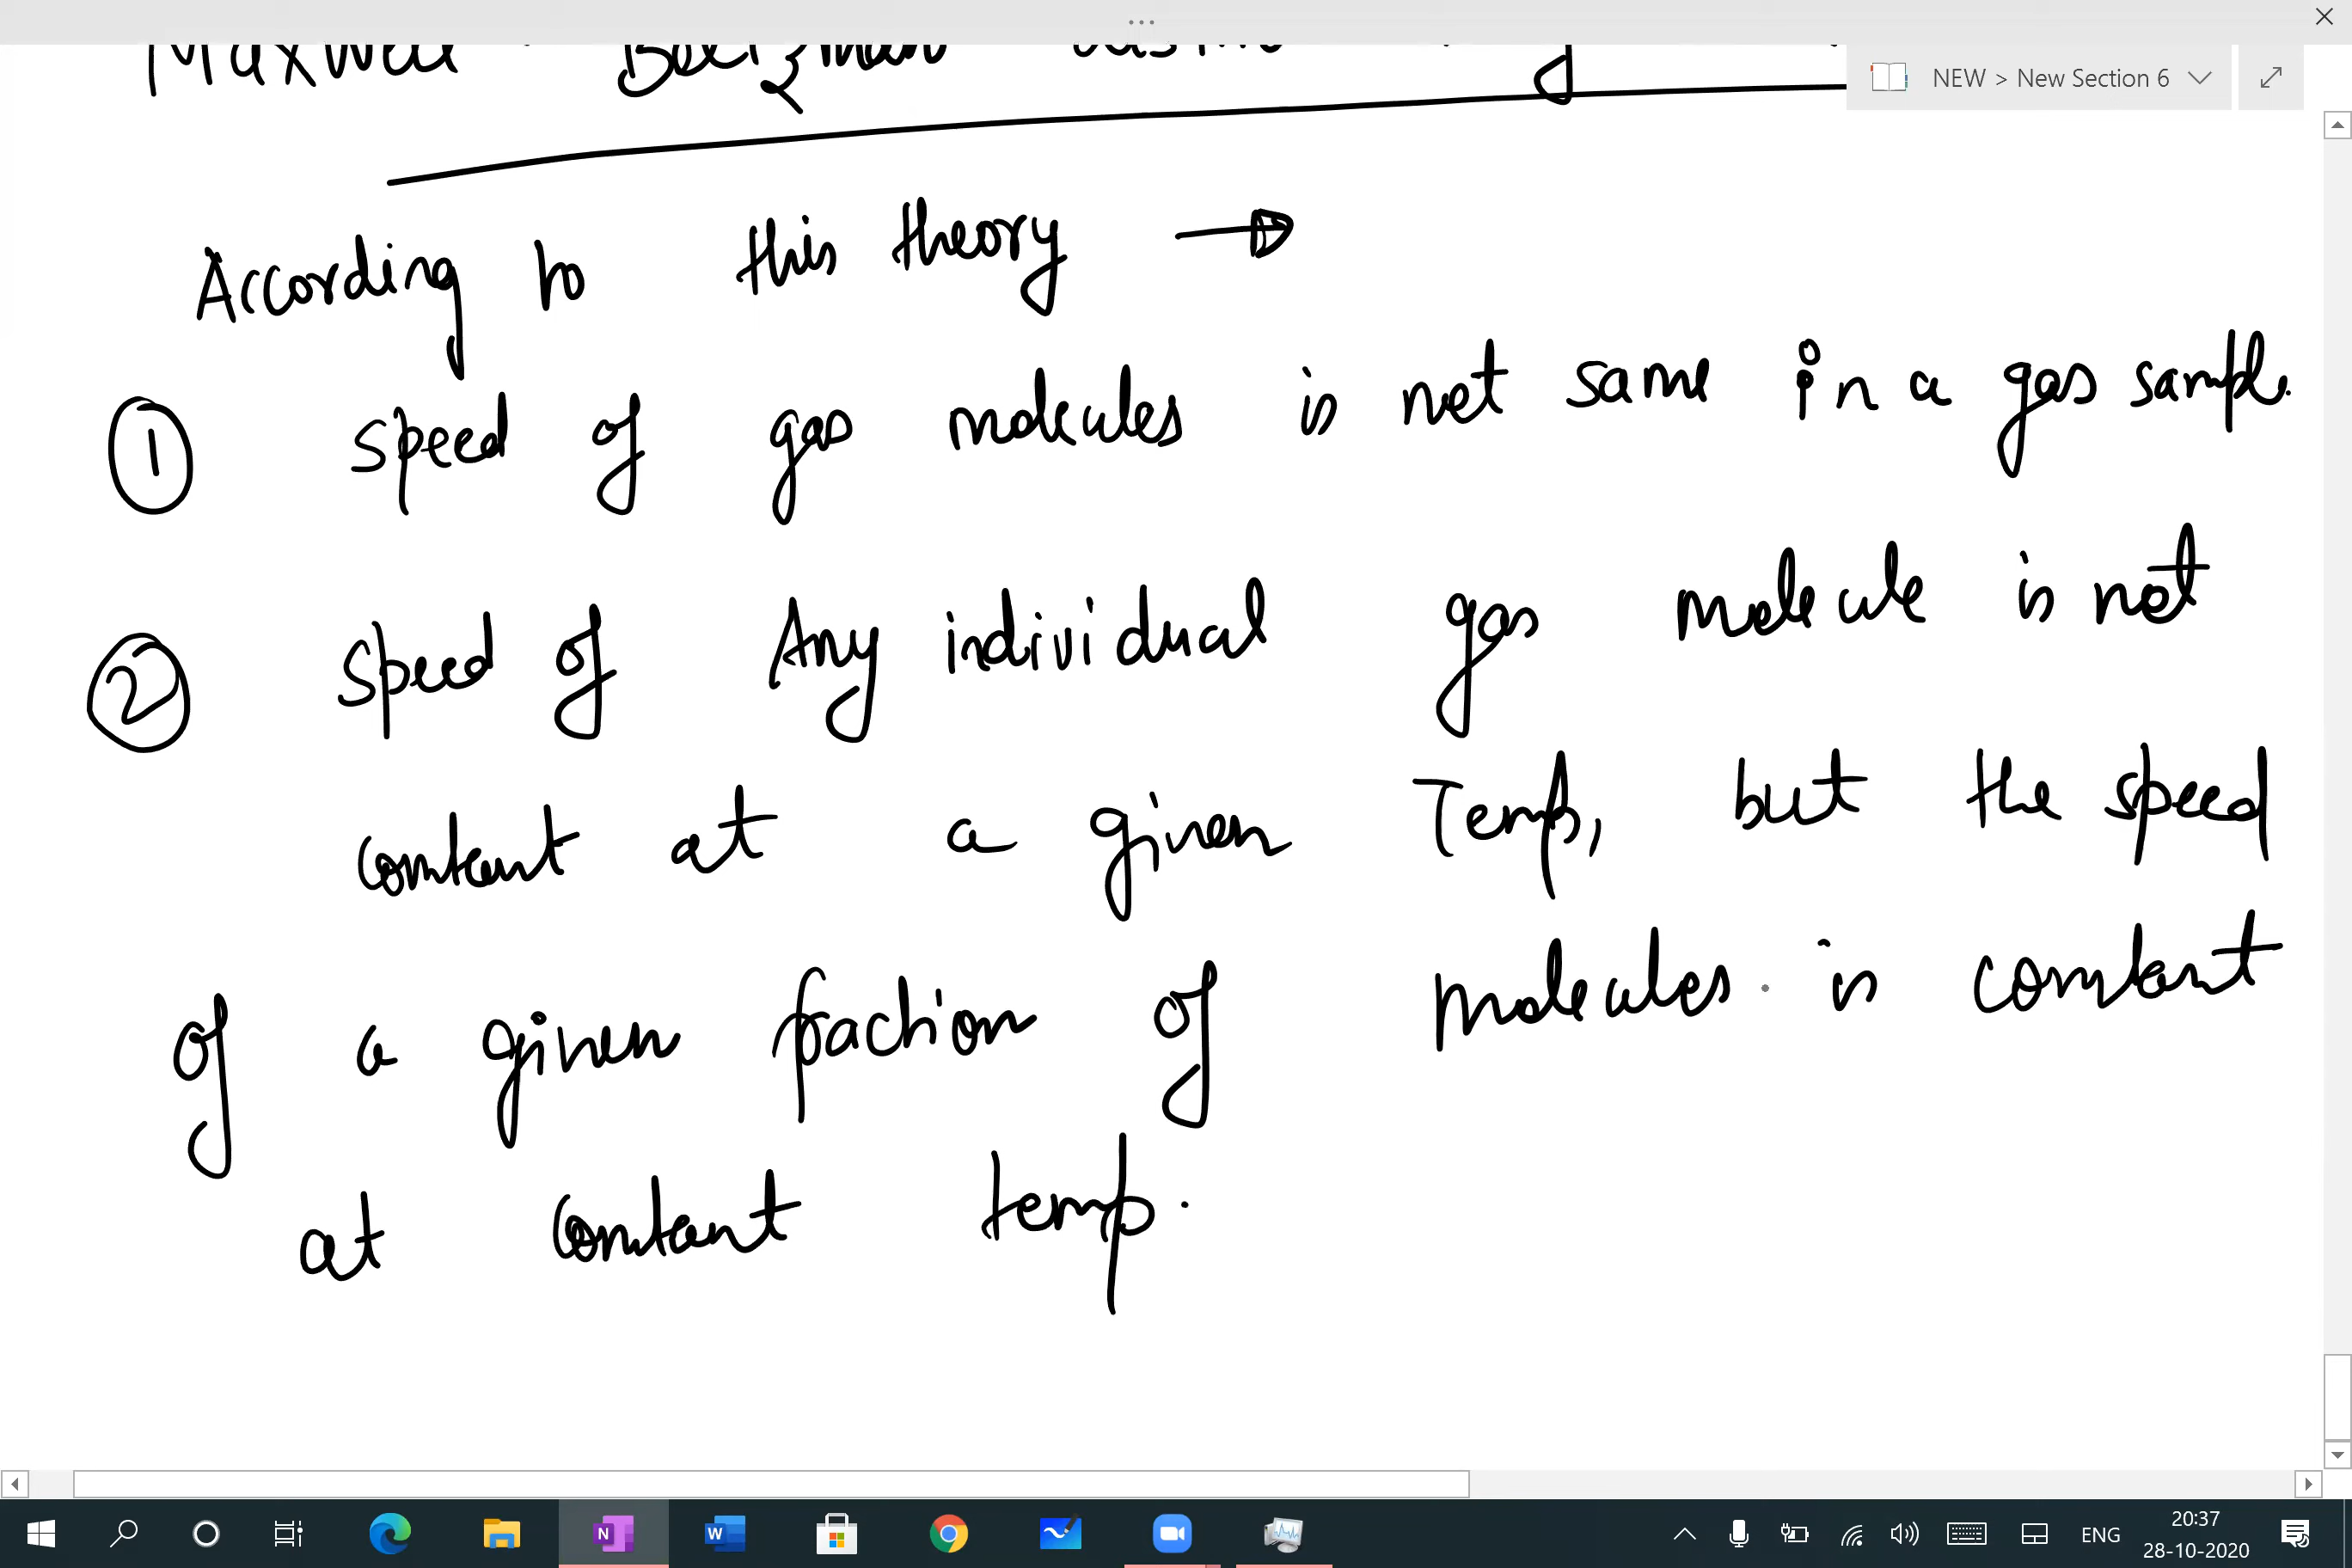 ...
NEW > New Section 6
Maxwell - Boltzman
According to this theory →
① speed of gas molecules is not same in a gas sample.
② speed of Any individual gas molecule is not
constant at a given Temp, but the speed
of a given fraction of molecules is constant
at constant temp.
ENG
20:37
28-10-2020